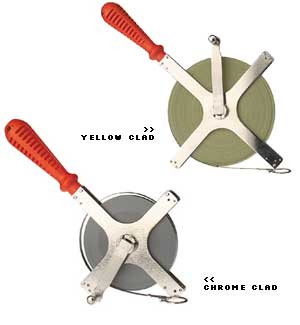 >>
YELLOW CLAD
<<
CHROME CLAD